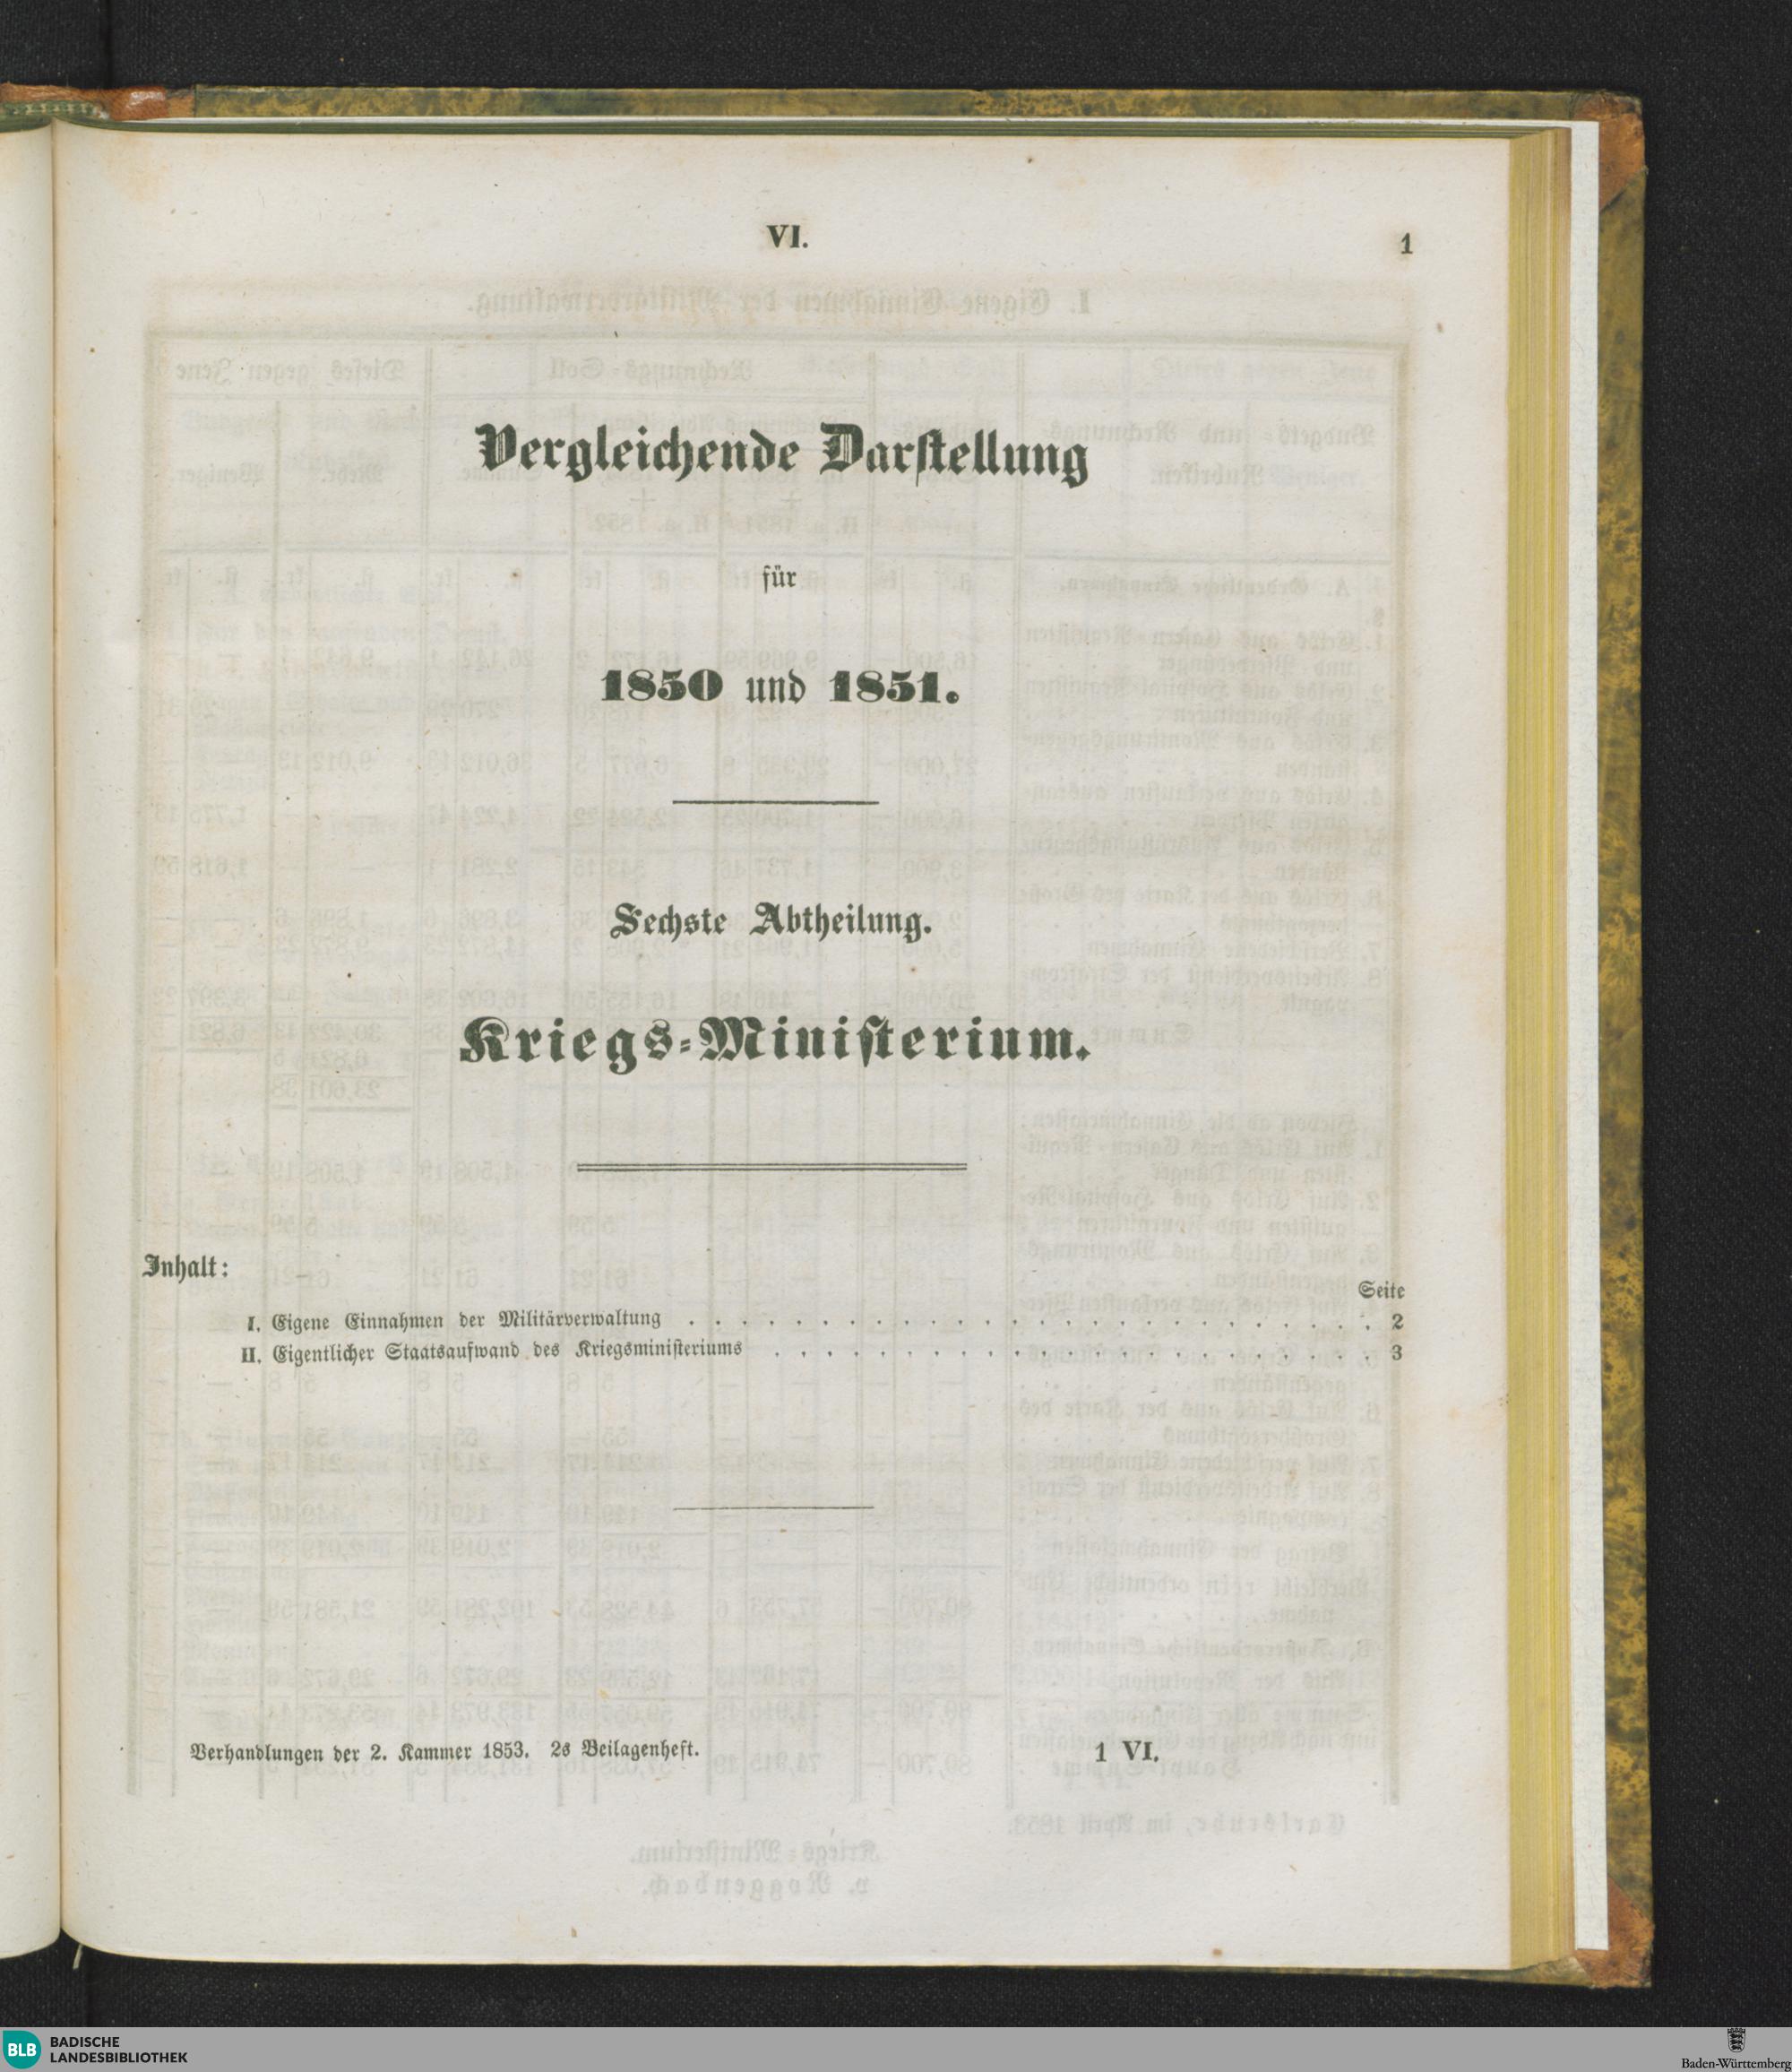 VI.
1
Vergleichende Darstellung
für
1850 und 1851.
Sechste Abtheilung.
Kriegs-Ministerium.
Inhalt:
Seite
I. Eigene Einnahmen der Militärverwaltung . . . . . . . . . . . . . . . . . . . . . . . . . . 2
II. Eigentlicher Staatsaufwand des Kriegsministeriums . . . . . . . . . . . . . . . . . . . . . . . 3
Verhandlungen der 2. Kammer 1853. 2s Beilagenheft.
1 VI.
BLB
BADISCHE
LANDESBIBLIOTHEK
Baden-Württemberg